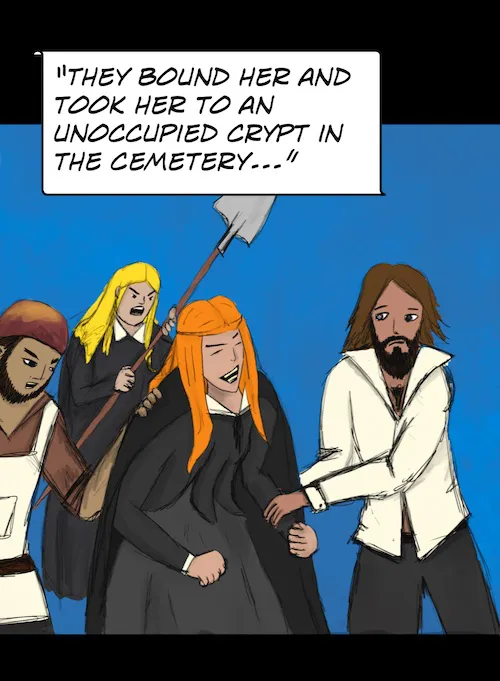 "THEY BOUND HER AND
TOOK HER TO AN
UNOCCUPIED CRYPT IN
THE CEMETERY..."